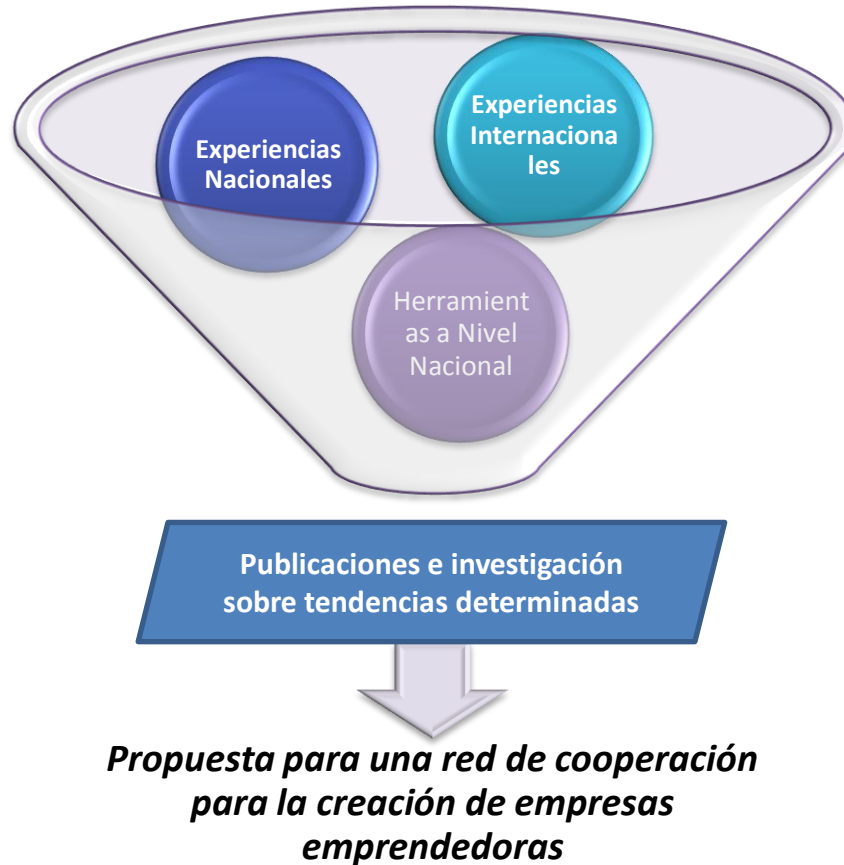 Experiencias
Nacionales
Experiencias
Internaciona
les
Herramient
as a Nivel
Nacional
Publicaciones e investigación
sobre tendencias determinadas
Propuesta para una red de cooperación
para la creación de empresas
emprendedoras